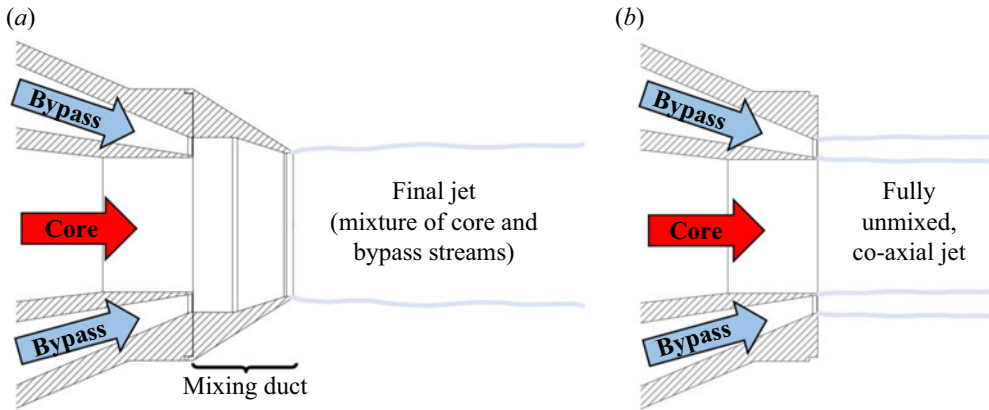 (a)
Bypass
Core
Bypass
Mixing duct
Final jet
(mixture of core and
bypass streams)
(b)
Bypass
Core
Bypass
Fully
unmixed,
co-axial jet